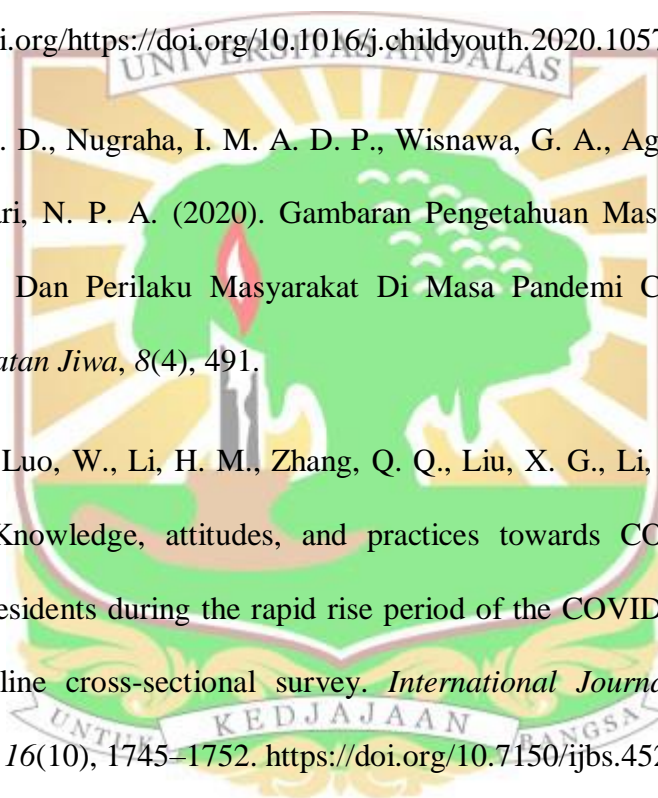 i.org/https://doi.org/10.1016/j.childyouth.2020.1057
UNIVERSITAS ANDALAS
. D., Nugraha, I. M. A. D. P., Wisnawa, G. A., Ag
ari, N. P. A. (2020). Gambaran Pengetahuan Mas
Dan Perilaku Masyarakat Di Masa Pandemi C
atan Jiwa, 8(4), 491.
Luo, W., Li, H. M., Zhang, Q. Q., Liu, X. G., Li,
Knowledge, attitudes, and practices towards CO
esidents during the rapid rise period of the COVID
line cross-sectional survey. International Journa
UNTUK KEDJAJAAN BANGSA
16(10), 1745–1752. https://doi.org/10.7150/ijbs.452